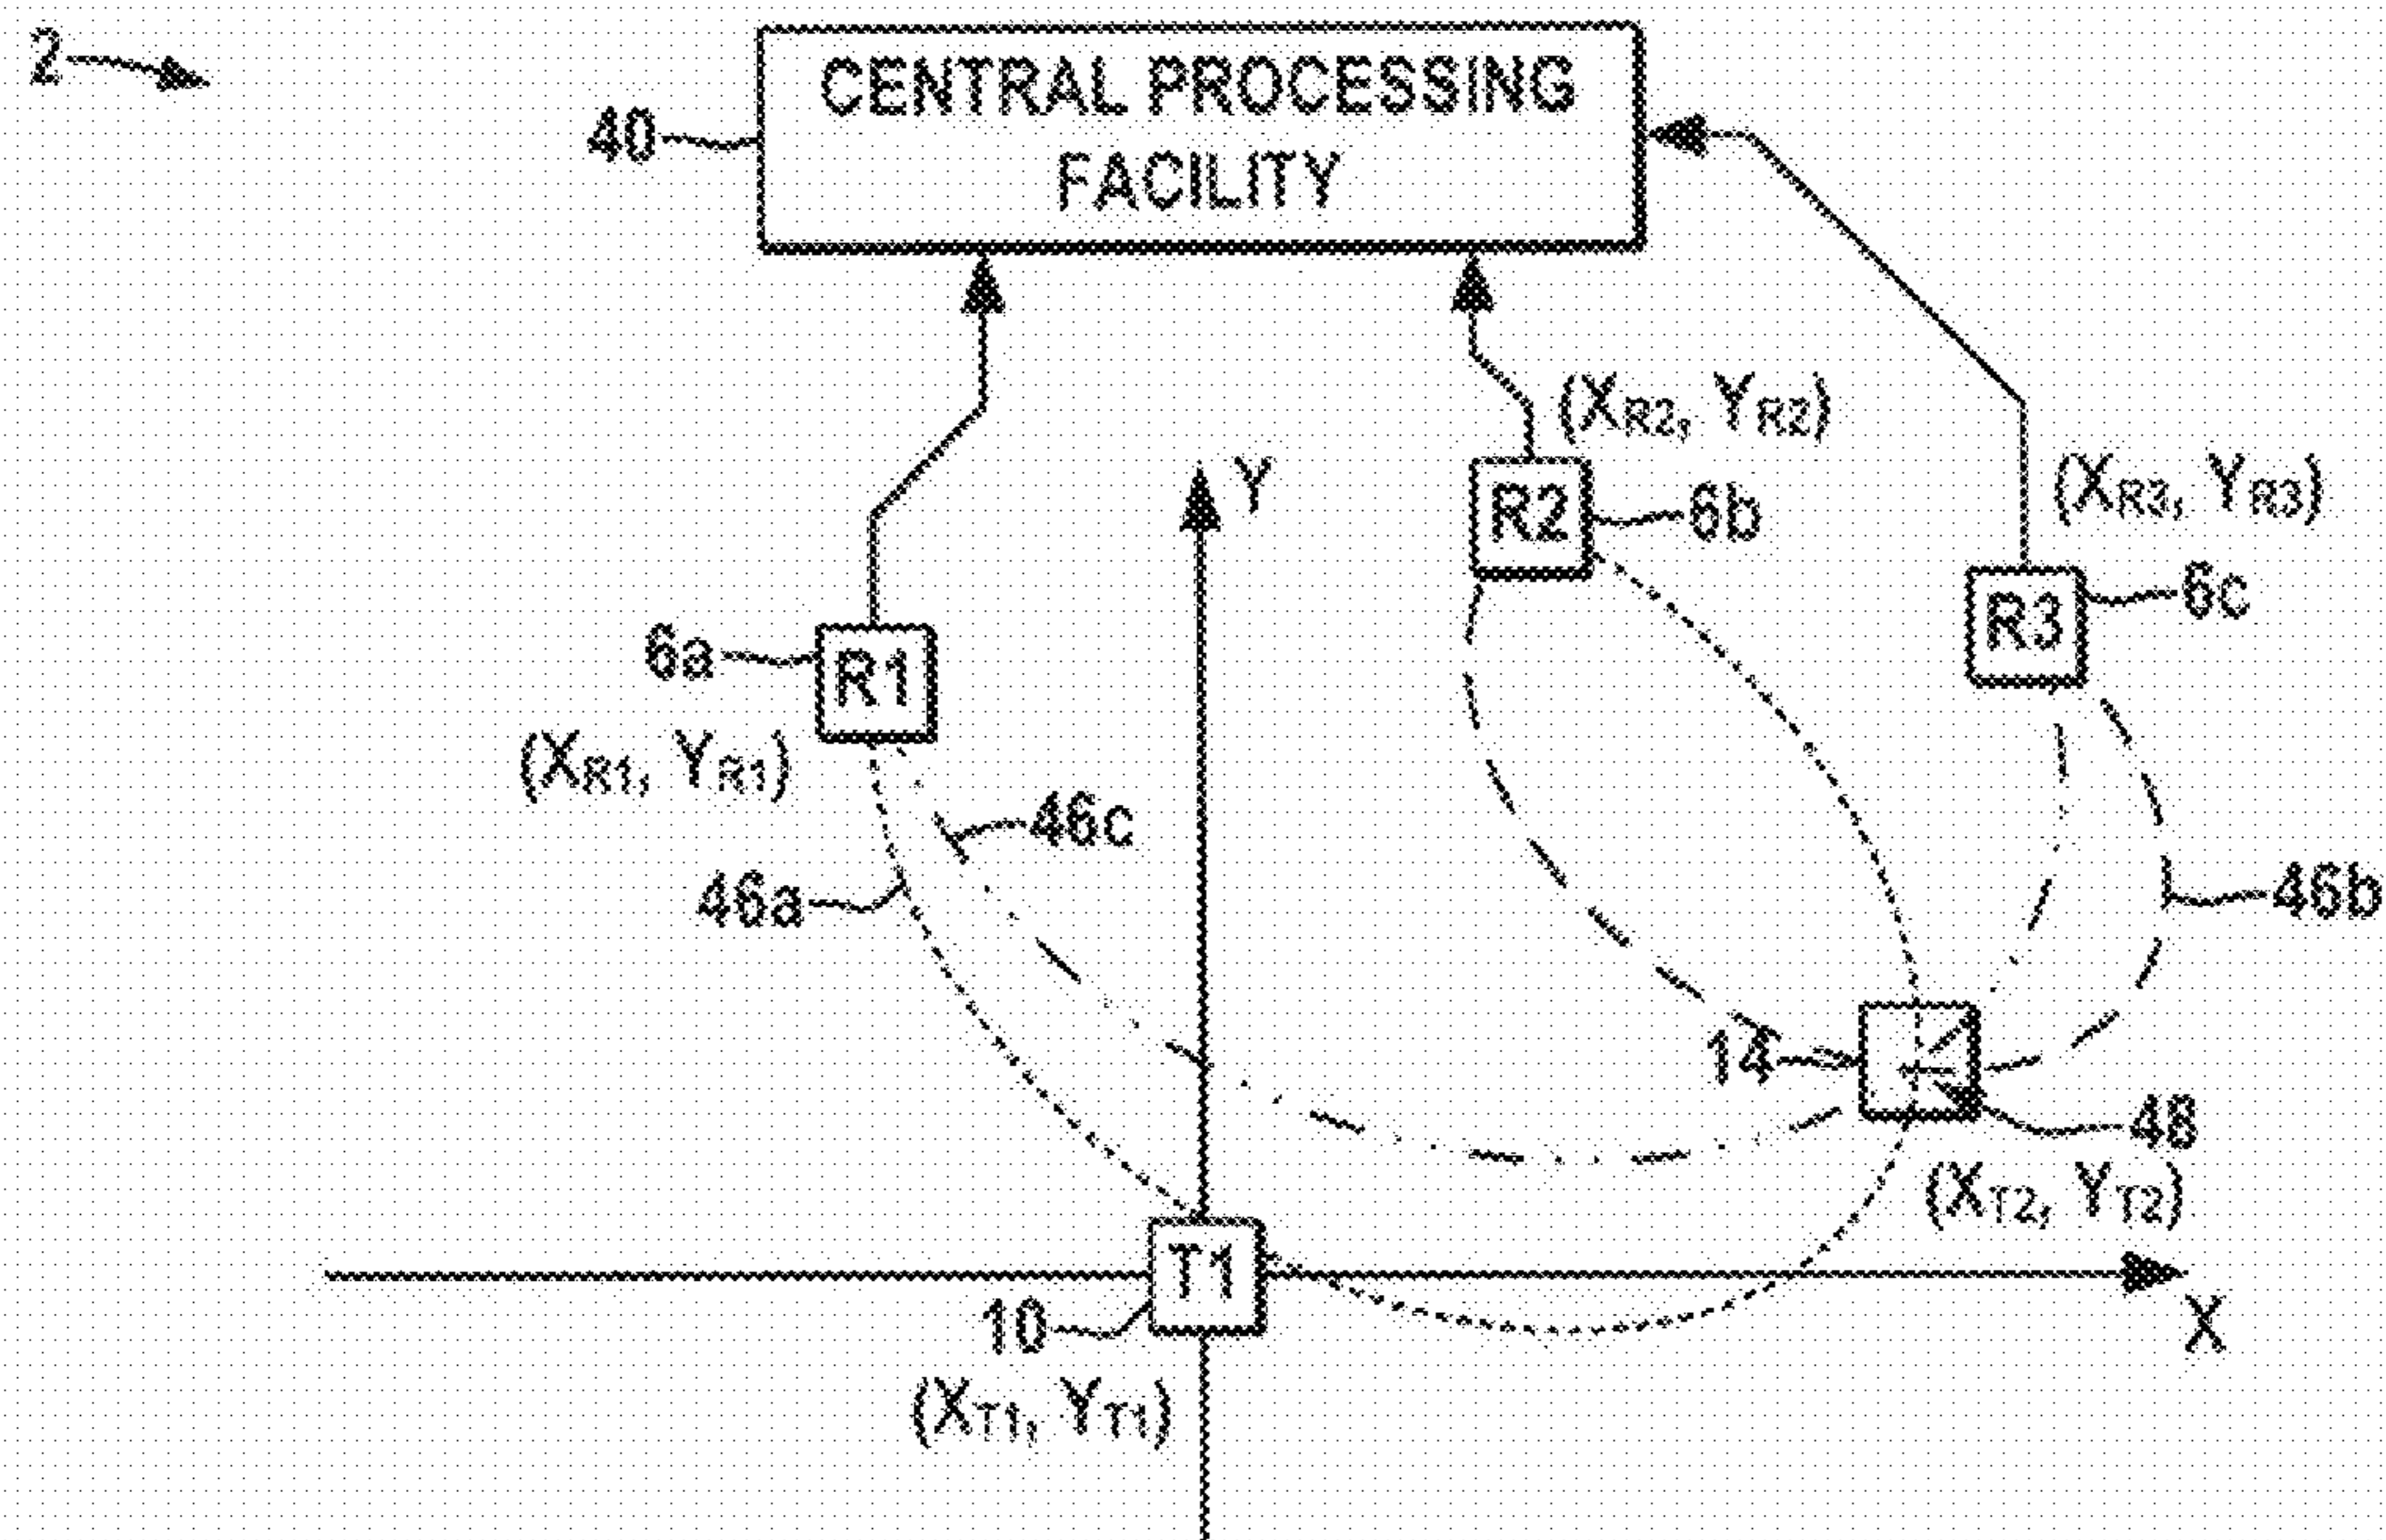 2
CENTRAL PROCESSING
FACILITY
40
(XR2, YR2)
Y
R2
6b
(XR3, YR3)
R3
6c
6a
R1
(XR1, YR1)
46c
46a
46b
14
48
(XT2, YT2)
T1
10
X
(XT1, YT1)